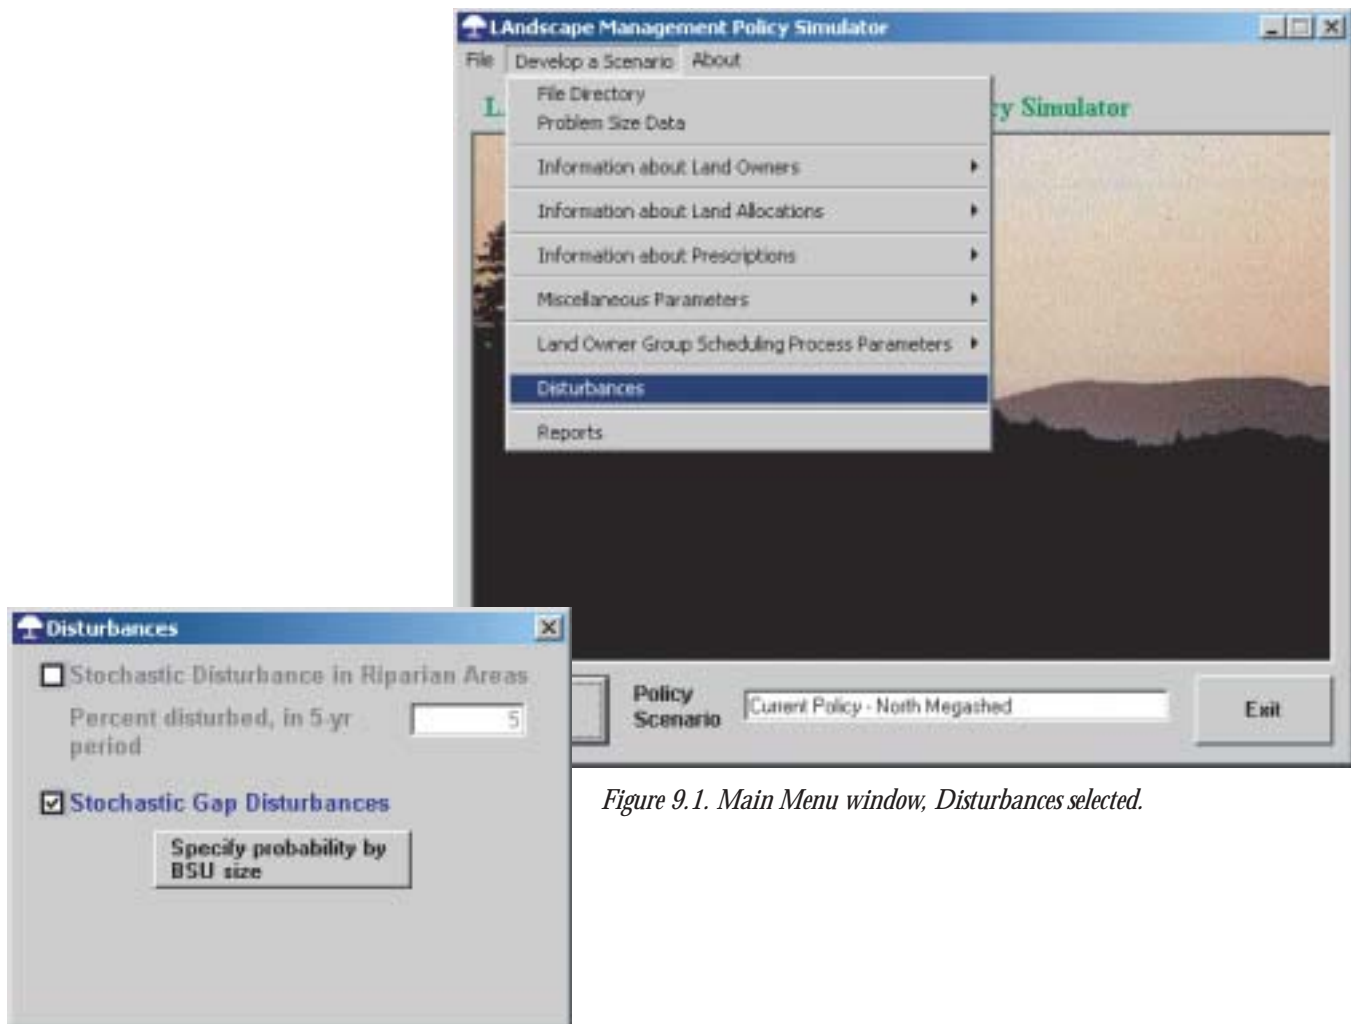 LAndscape Management Policy Simulator
File Develop a Scenario About
L
cy Simulator
File Directory
Problem Size Data
Information about Land Owners
Information about Land Allocations
Information about Prescriptions
Miscellaneous Parameters
Land Owner Group Scheduling Process Parameters
Disturbances
Reports
Policy
Scenario
Current Policy - North Megashed
Exit
Figure 9.1. Main Menu window, Disturbances selected.
Disturbances
Stochastic Disturbance in Riparian Areas
Percent disturbed, in 5-yr
period
5
Stochastic Gap Disturbances
Specify probability by
BSU size